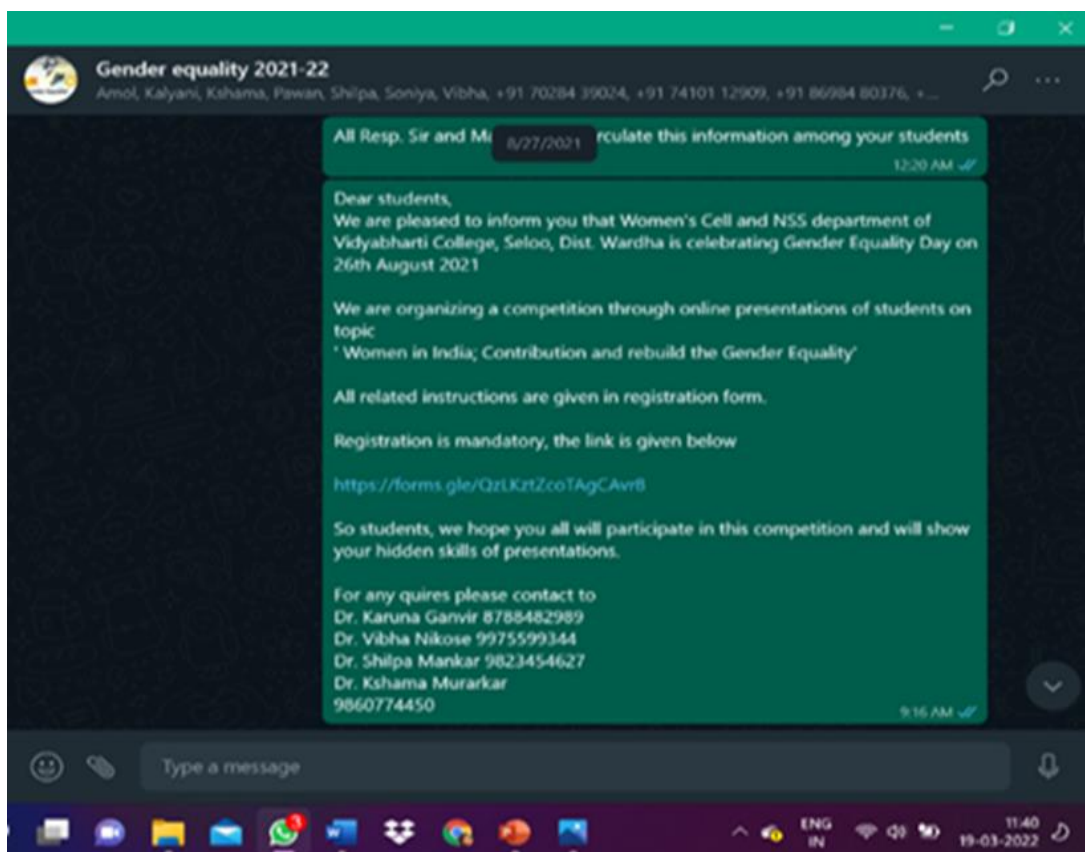 Gender equality 2021-22
Amol, Kalyani, Kshama, Pawan, Shilpa, Soniya, Vibha, +91 70284 39024, +91 74101 12909, +91 86984 80376, +...
All Resp. Sir and Ma rculate this information among your students
8/27/2021
12:20 AM
Dear students,
We are pleased to inform you that Women's Cell and NSS department of
Vidyabharti College, Seloo, Dist. Wardha is celebrating Gender Equality Day on
26th August 2021
We are organizing a competition through online presentations of students on
topic
' Women in India; Contribution and rebuild the Gender Equality'
All related instructions are given in registration form.
Registration is mandatory, the link is given below
https://forms.gle/QzLKztZcoTAgCAvr8
So students, we hope you all will participate in this competition and will show
your hidden skills of presentations.
For any quires please contact to
Dr. Karuna Ganvir 8788482989
Dr. Vibha Nikose 9975599344
Dr. Shilpa Mankar 9823454627
Dr. Kshama Murarkar
9860774450
9:16 AM
Type a message
3
ENG
IN
11:40
19-03-2022